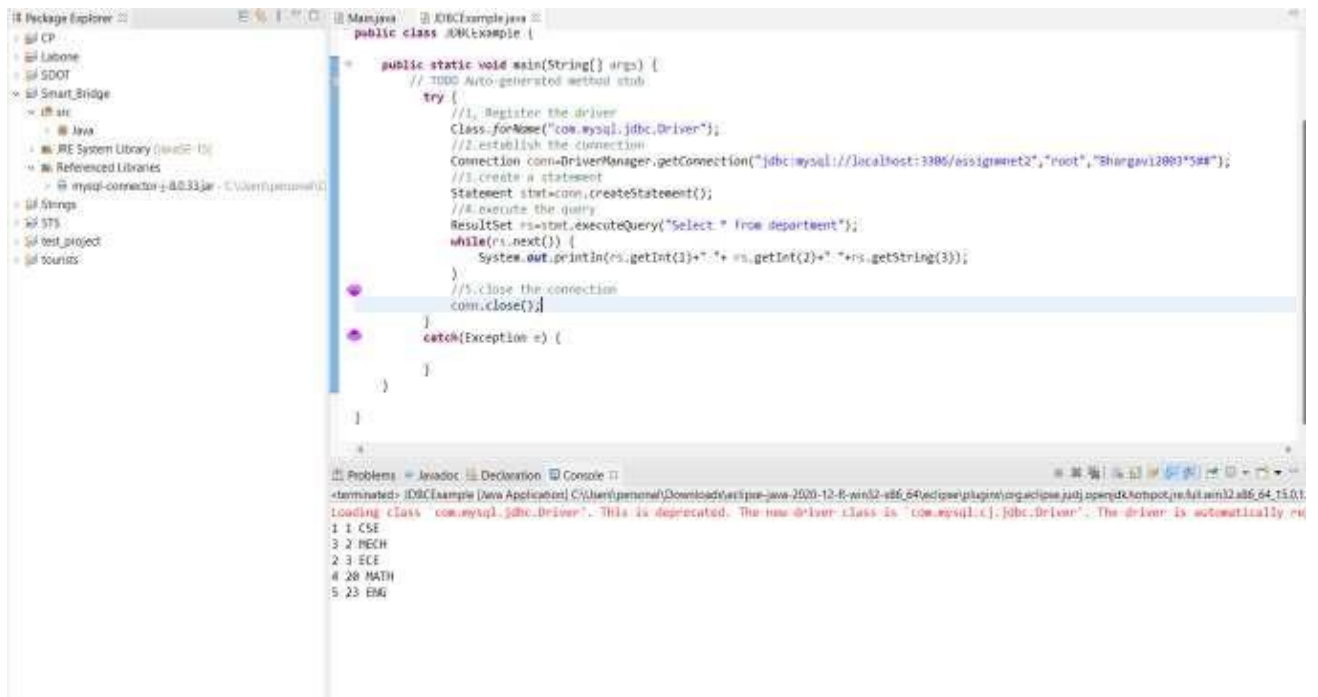 Package Explorer
CP
Labone
SDOT
Smart_Bridge
src
Java
JRE System Library
Referenced Libraries
mysql-connector-j-8.0.33.jar
Strings
STS
test_project
tourists
Main.java JDBCExample.java
public class JDBCExample {
public static void main(String[] args) {
// TODO Auto-generated method stub
try {
//1, Register the driver
Class.forName("com.mysql.jdbc.Driver");
//2.establish the connection
Connection conn=DriverManager.getConnection("jdbc:mysql://localhost:3306/assignmnet2","root",
//3.create a statement
Statement stmt=conn.createStatement();
//4.execute the query
ResultSet rs=stmt.executeQuery("Select * from department");
while(rs.next()) {
System.out.println(rs.getInt(1)+" "+ rs.getInt(2)+" "+rs.getString(3));
}
//5.close the connection
conn.close();
}
catch(Exception e) {
}
}
}
Problems Javadoc Declaration Console
<terminated> JDBCExample [Java Application]
Loading class `com.mysql.jdbc.Driver'. This is deprecated. The new driver class is `com.mysql.cj.jdbc.Driver'. The driver is automatically
1 1 CSE
3 2 MECH
2 3 ECE
4 20 MATH
5 23 ENG